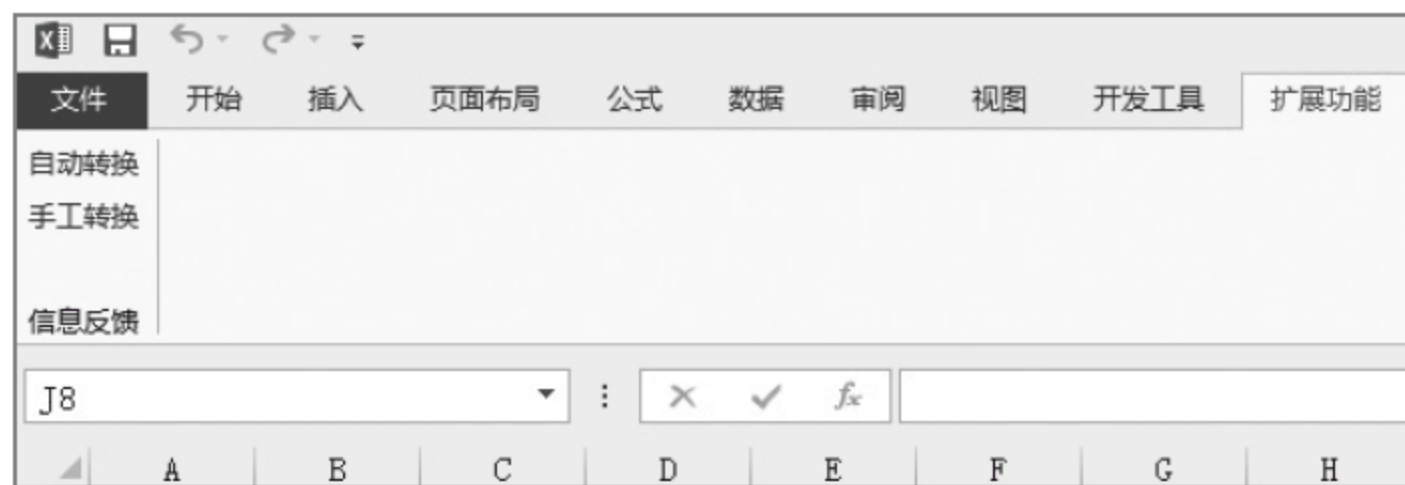 文件 开始 插入 页面布局 公式 数据 审阅 视图 开发工具 扩展功能
自动转换
手工转换
信息反馈
J8 fx
A B C D E F G H